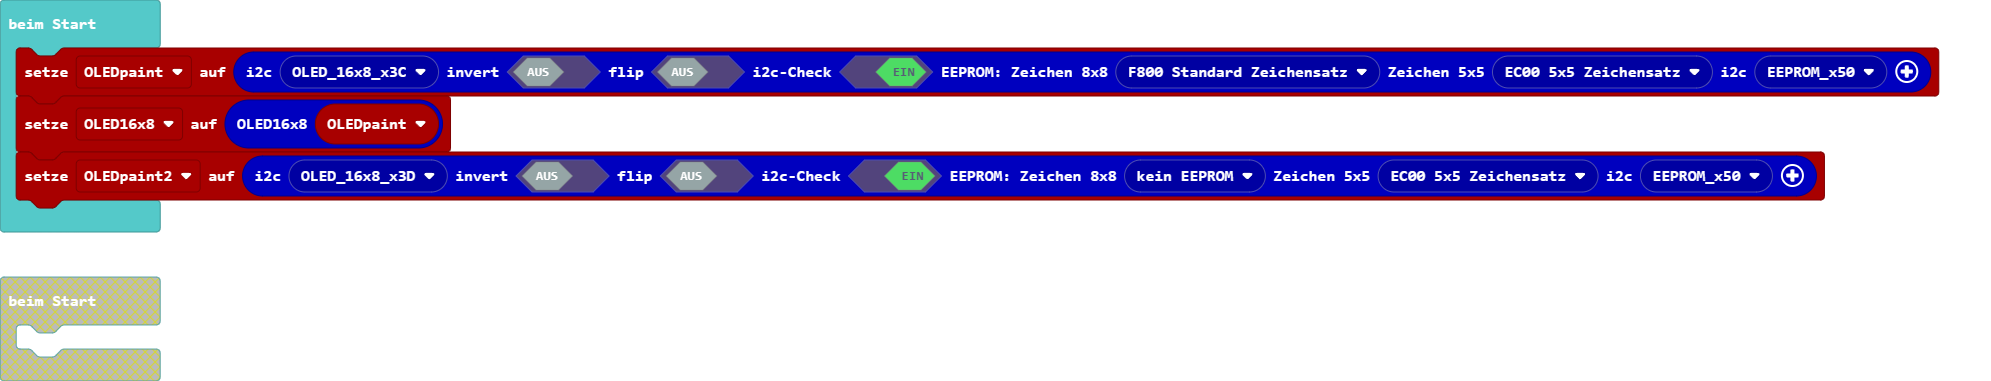 beim Start
setze OLEDpaint auf i2c OLED_16x8_x3C invert AUS flip AUS i2c-Check EIN EEPROM: Zeichen 8x8 F800 Standard Zeichensatz Zeichen 5x5 EC00 5x5 Zeichensatz i2c EEPROM_x50
setze OLED16x8 auf OLED16x8 OLEDpaint
setze OLEDpaint2 auf i2c OLED_16x8_x3D invert AUS flip AUS i2c-Check EIN EEPROM: Zeichen 8x8 kein EEPROM Zeichen 5x5 EC00 5x5 Zeichensatz i2c EEPROM_x50
beim Start